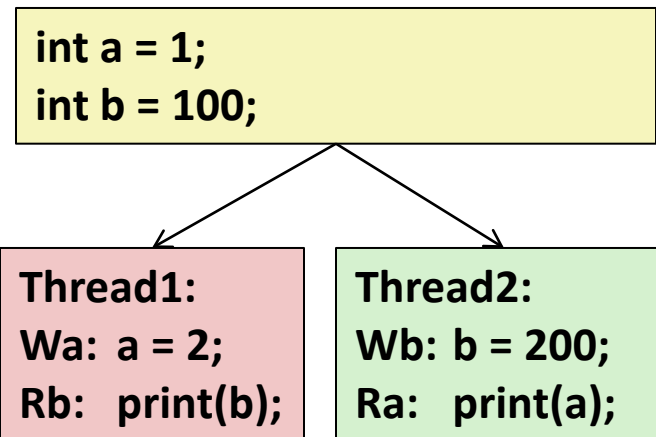 int a = 1;
int b = 100;
Thread1:
Wa: a = 2;
Rb: print(b);
Thread2:
Wb: b = 200;
Ra: print(a);